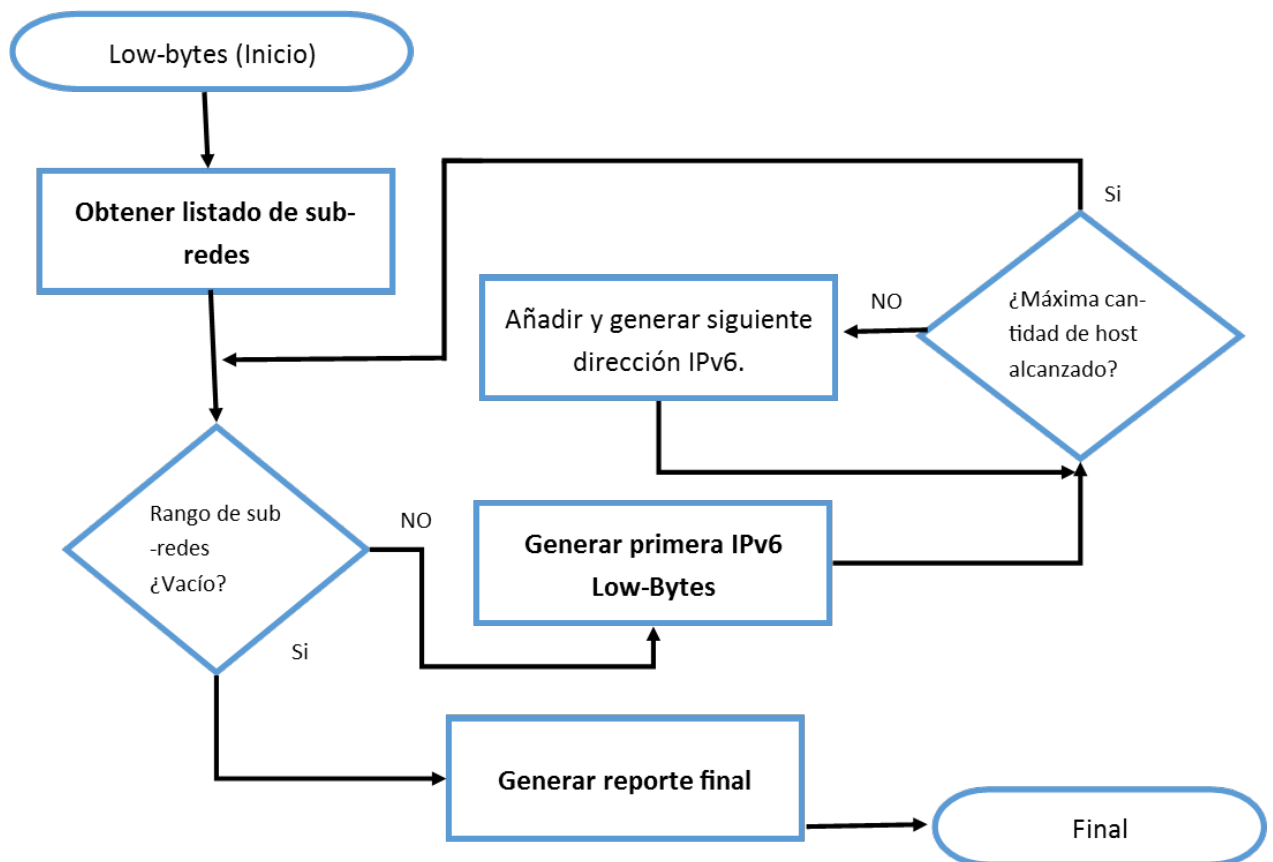 Low-bytes (Inicio)
Obtener listado de sub-
redes
Si
¿Máxima can-
tidad de host
alcanzado?
NO
Añadir y generar siguiente
dirección IPv6.
Rango de sub
-redes
¿Vacío?
NO
Generar primera IPv6
Low-Bytes
Si
Generar reporte final
Final